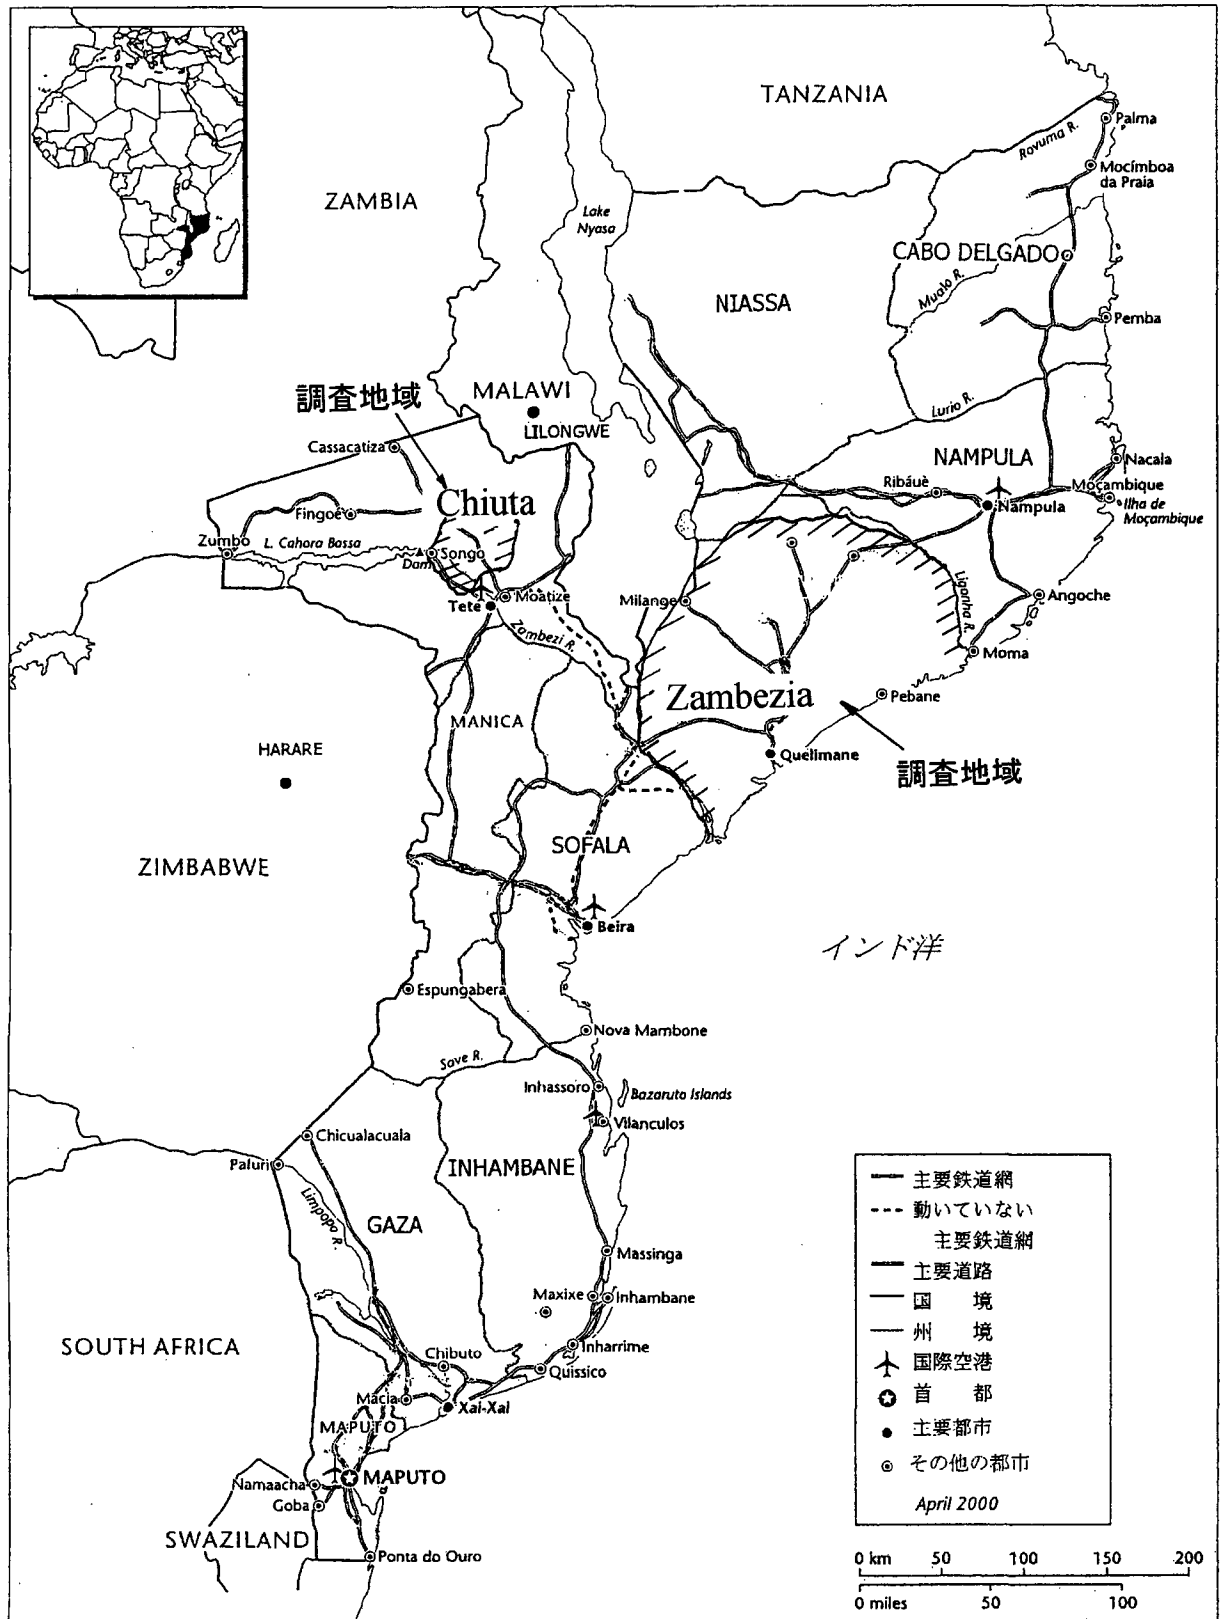 TANZANIA
Palma
Rovuma R.
Mocímboa
da Praia
ZAMBIA
Lake
Nyasa
CABO DELGADO
Mualo R.
NIASSA
Pemba
調査地域
MALAWI
LILONGWE
Lurio R.
Cassacatiza
NAMPULA
Nacala
Chiuta
Ribáuè
Moçambique
Ilha de
Moçambique
Fingoé
Nampula
Zumbo
L. Cahora Bassa
Songo
Dam
Tete
Moatize
Milange
Ligonha R.
Angoche
Zambezi R.
Moma
Zambezia
Pebane
MANICA
HARARE
Quelimane
調査地域
SOFALA
ZIMBABWE
Beira
インド洋
Espungabera
Nova Mambone
Save R.
Inhassoro
Bazaruto Islands
Vilanculos
Chicualacuala
Pafuri
INHAMBANE
Limpopo R.
GAZA
Massinga
Maxixe
Inhambane
SOUTH AFRICA
Inharrime
Chibuto
Quissico
Macia
Xai-Xai
MAPUTO
MAPUTO
Namaacha
Goba
SWAZILAND
Ponta do Ouro
主要鉄道網
動いていない
主要鉄道網
主要道路
国 境
州 境
国際空港
首 都
主要都市
その他の都市
April 2000
0 km 50 100 150 200
0 miles 50 100